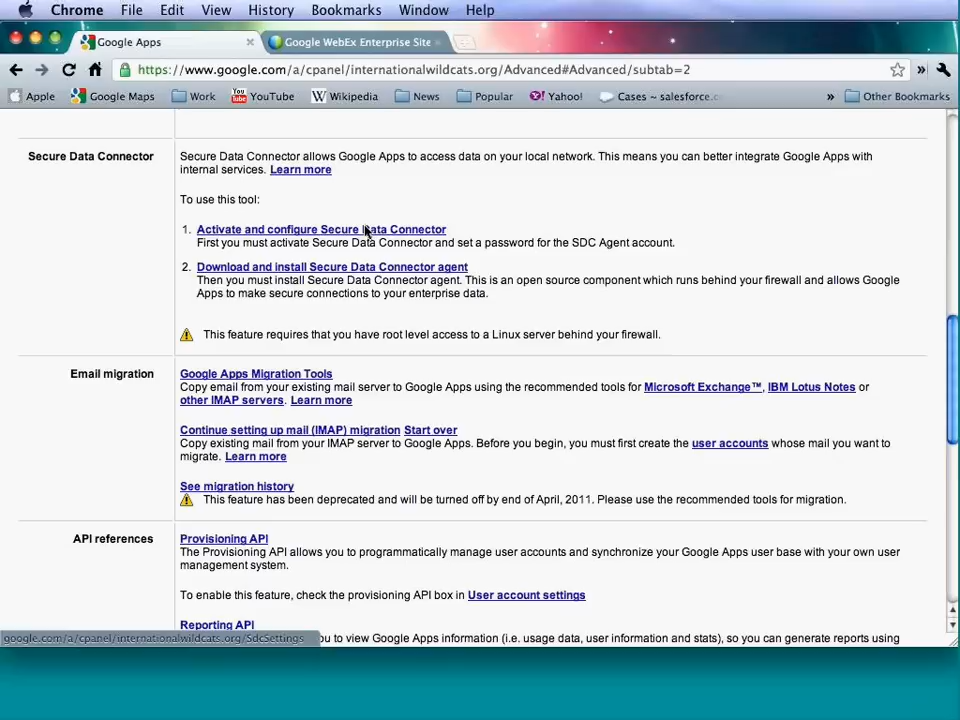 Chrome File Edit View History Bookmarks Window Help
Google Apps
Google WebEx Enterprise Site
https://www.google.com/a/cpanel/internationalwildcats.org/Advanced#Advanced/subtab=2
Apple Google Maps Work YouTube Wikipedia News Popular Yahoo! Cases ~ salesforce.c » Other Bookmarks
Secure Data Connector
Secure Data Connector allows Google Apps to access data on your local network. This means you can better integrate Google Apps with
internal services. Learn more
To use this tool:
1. Activate and configure Secure Data Connector
First you must activate Secure Data Connector and set a password for the SDC Agent account.
2. Download and install Secure Data Connector agent
Then you must install Secure Data Connector agent. This is an open source component which runs behind your firewall and allows Google
Apps to make secure connections to your enterprise data.
This feature requires that you have root level access to a Linux server behind your firewall.
Email migration
Google Apps Migration Tools
Copy email from your existing mail server to Google Apps using the recommended tools for Microsoft Exchange™, IBM Lotus Notes or
other IMAP servers. Learn more
Continue setting up mail (IMAP) migration Start over
Copy existing mail from your IMAP server to Google Apps. Before you begin, you must first create the user accounts whose mail you want to
migrate. Learn more
See migration history
This feature has been deprecated and will be turned off by end of April, 2011. Please use the recommended tools for migration.
API references
Provisioning API
The Provisioning API allows you to programmatically manage user accounts and synchronize your Google Apps user base with your own user
management system.
To enable this feature, check the provisioning API box in User account settings
Reporting API
google.com/a/cpanel/internationalwildcats.org/SdcSettings
you to view Google Apps information (i.e. usage data, user information and stats), so you can generate reports using